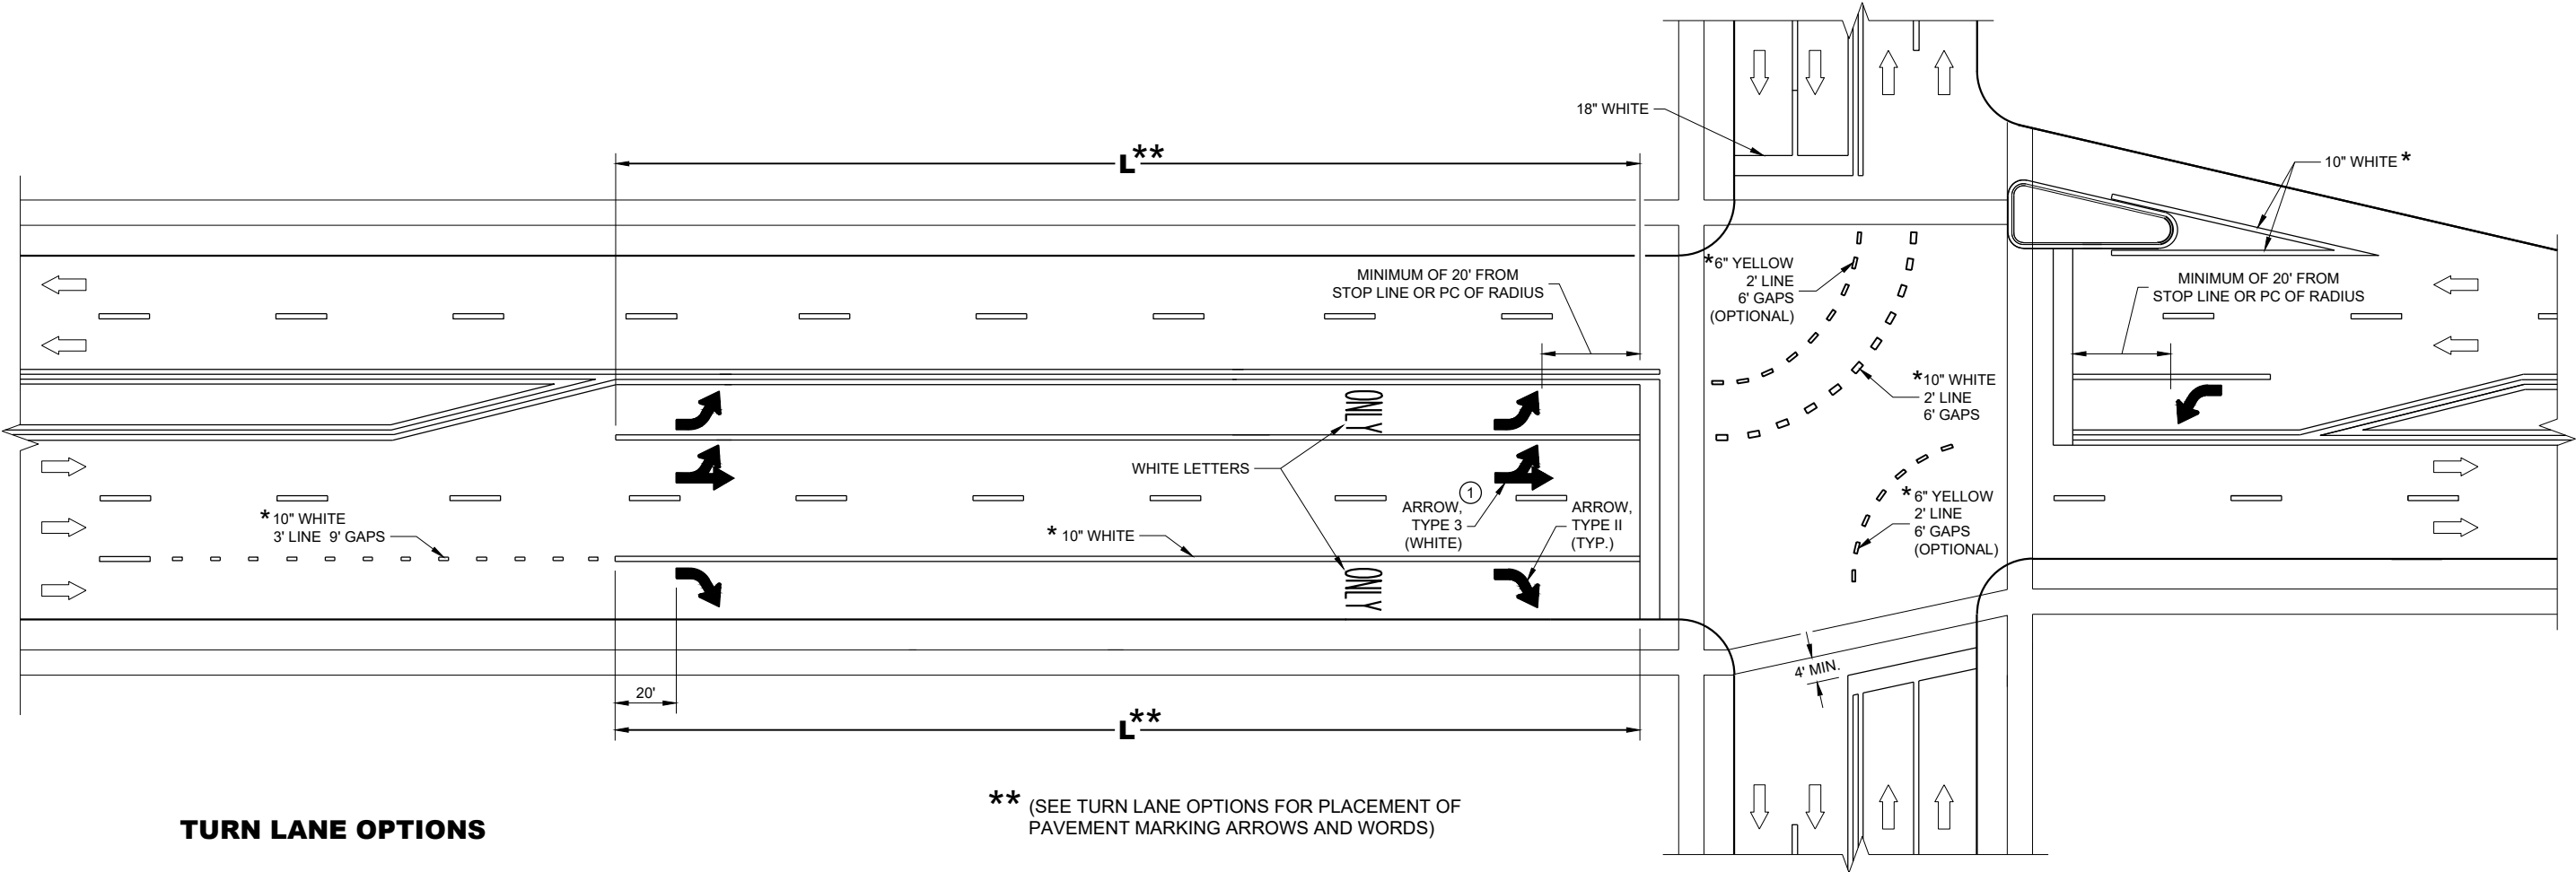 18" WHITE
L**
10" WHITE *
MINIMUM OF 20' FROM
STOP LINE OR PC OF RADIUS
*6" YELLOW
2' LINE
6' GAPS
(OPTIONAL)
MINIMUM OF 20' FROM
STOP LINE OR PC OF RADIUS
*10" WHITE
2' LINE
6' GAPS
ONLY
WHITE LETTERS
*10" WHITE
3' LINE 9' GAPS
* 10" WHITE
1
ARROW,
TYPE 3
(WHITE)
ARROW,
TYPE II
(TYP.)
*6" YELLOW
2' LINE
6' GAPS
(OPTIONAL)
ONLY
4' MIN.
20'
L**
** (SEE TURN LANE OPTIONS FOR PLACEMENT OF
PAVEMENT MARKING ARROWS AND WORDS)
TURN LANE OPTIONS